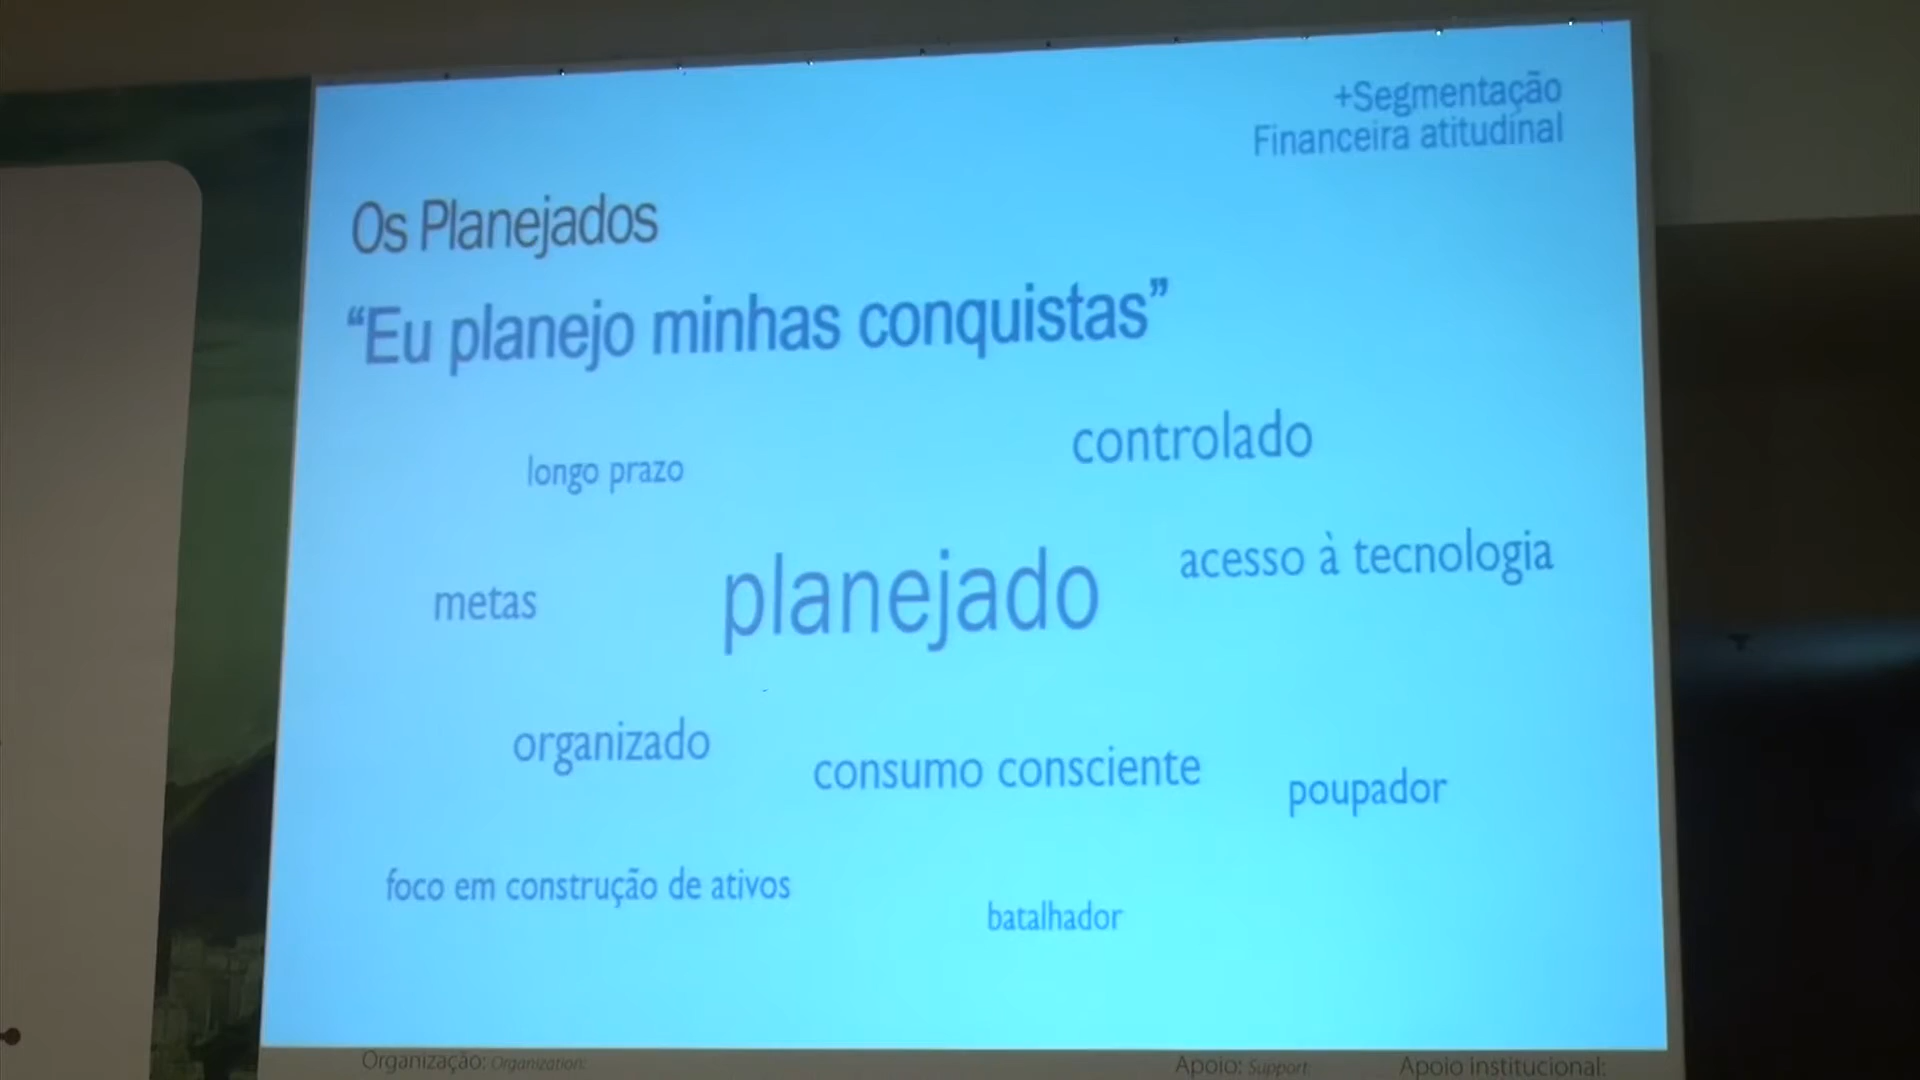 +Segmentação
Financeira atitudinal
Os Planejados
“Eu planejo minhas conquistas”
longo prazo
controlado
metas
planejado
acesso à tecnologia
organizado
consumo consciente
poupador
foco em construção de ativos
batalhador
Organização: Organization:
Apoio: Support:
Apoio institucional: